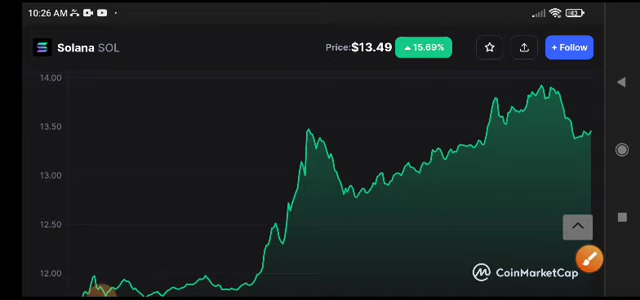 10:26 AM
Solana SOL
Price: $13.49 15.69%
+ Follow
14.00
13.50
13.00
12.50
12.00
CoinMarketCap